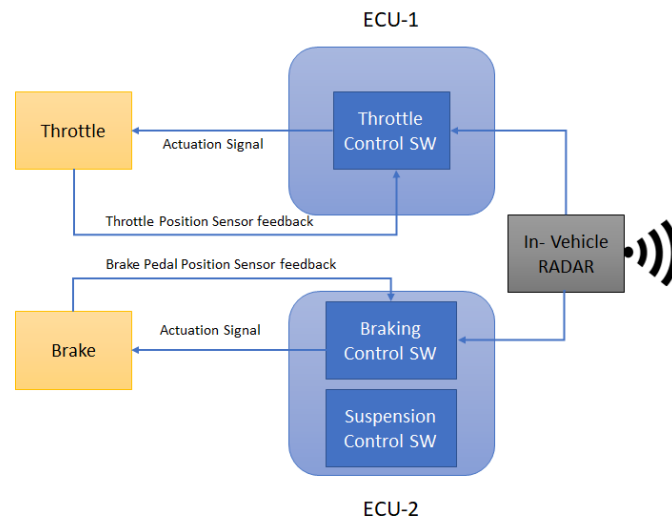 ECU-1
Throttle
Control SW
Throttle
Actuation Signal
Throttle Position Sensor feedback
In- Vehicle
RADAR
Brake Pedal Position Sensor feedback
Braking
Control SW
Actuation Signal
Brake
Suspension
Control SW
ECU-2